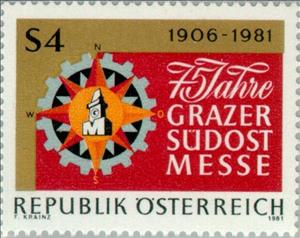 S4 1906-1981
N
W O
M
S
75 Jahre
GRAZER
SÜDOST
MESSE
REPUBLIK ÖSTERREICH
F. KRAINZ 1981